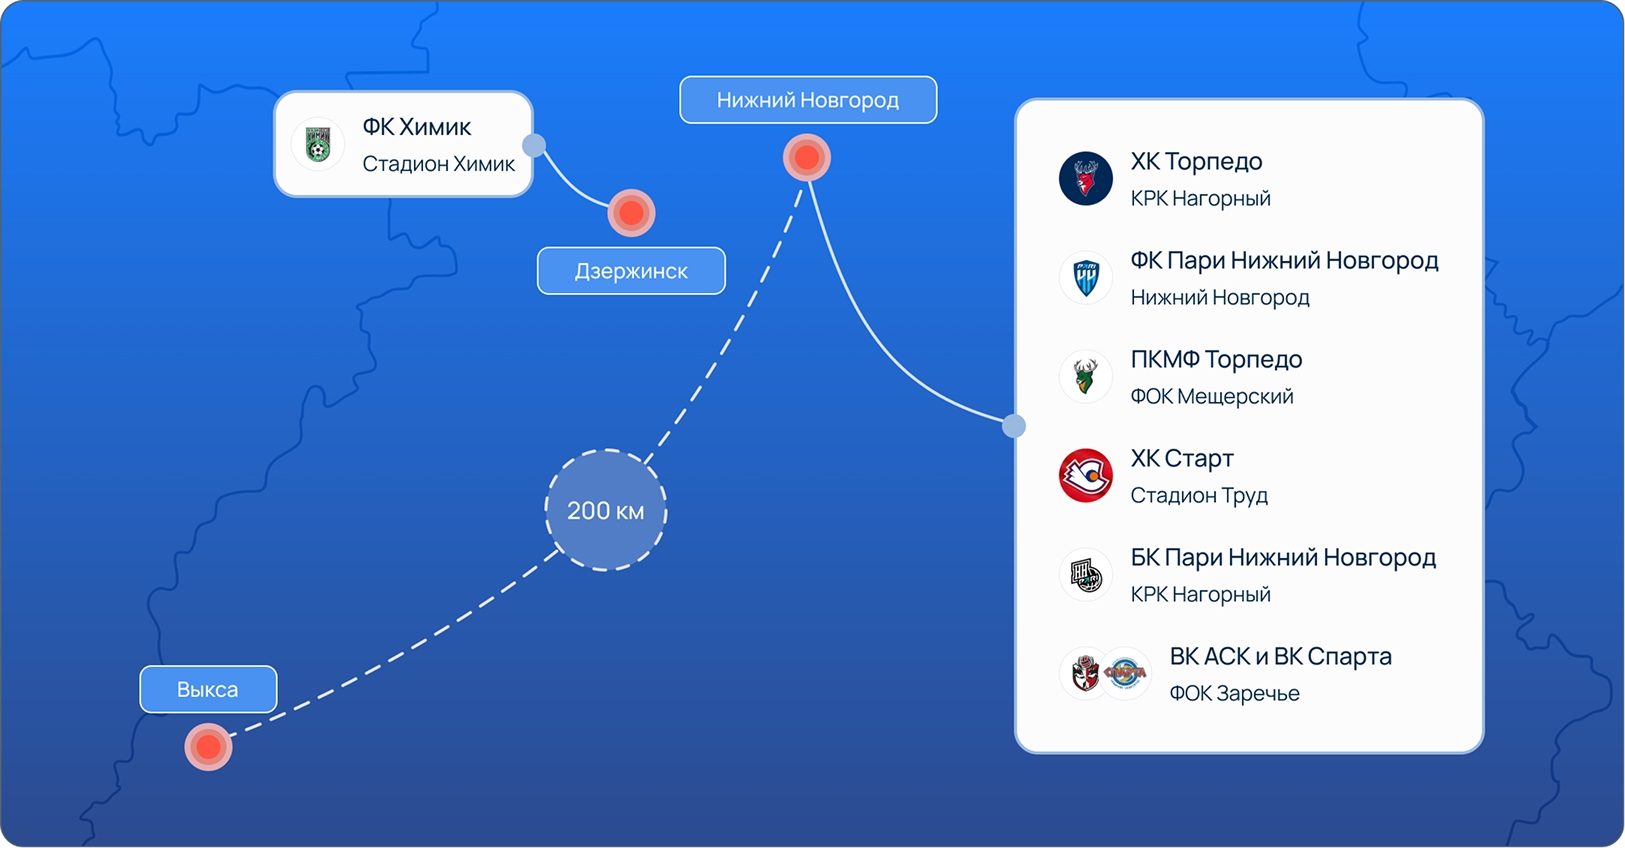 ФК Химик
Стадион Химик
Нижний Новгород
Дзержинск
200 км
Выкса
ХК Торпедо
КРК Нагорный
ФК Пари Нижний Новгород
Нижний Новгород
ПКМФ Торпедо
ФОК Мещерский
ХК Старт
Стадион Труд
БК Пари Нижний Новгород
КРК Нагорный
СПАРТА
ВК АСК и ВК Спарта
ФОК Заречье